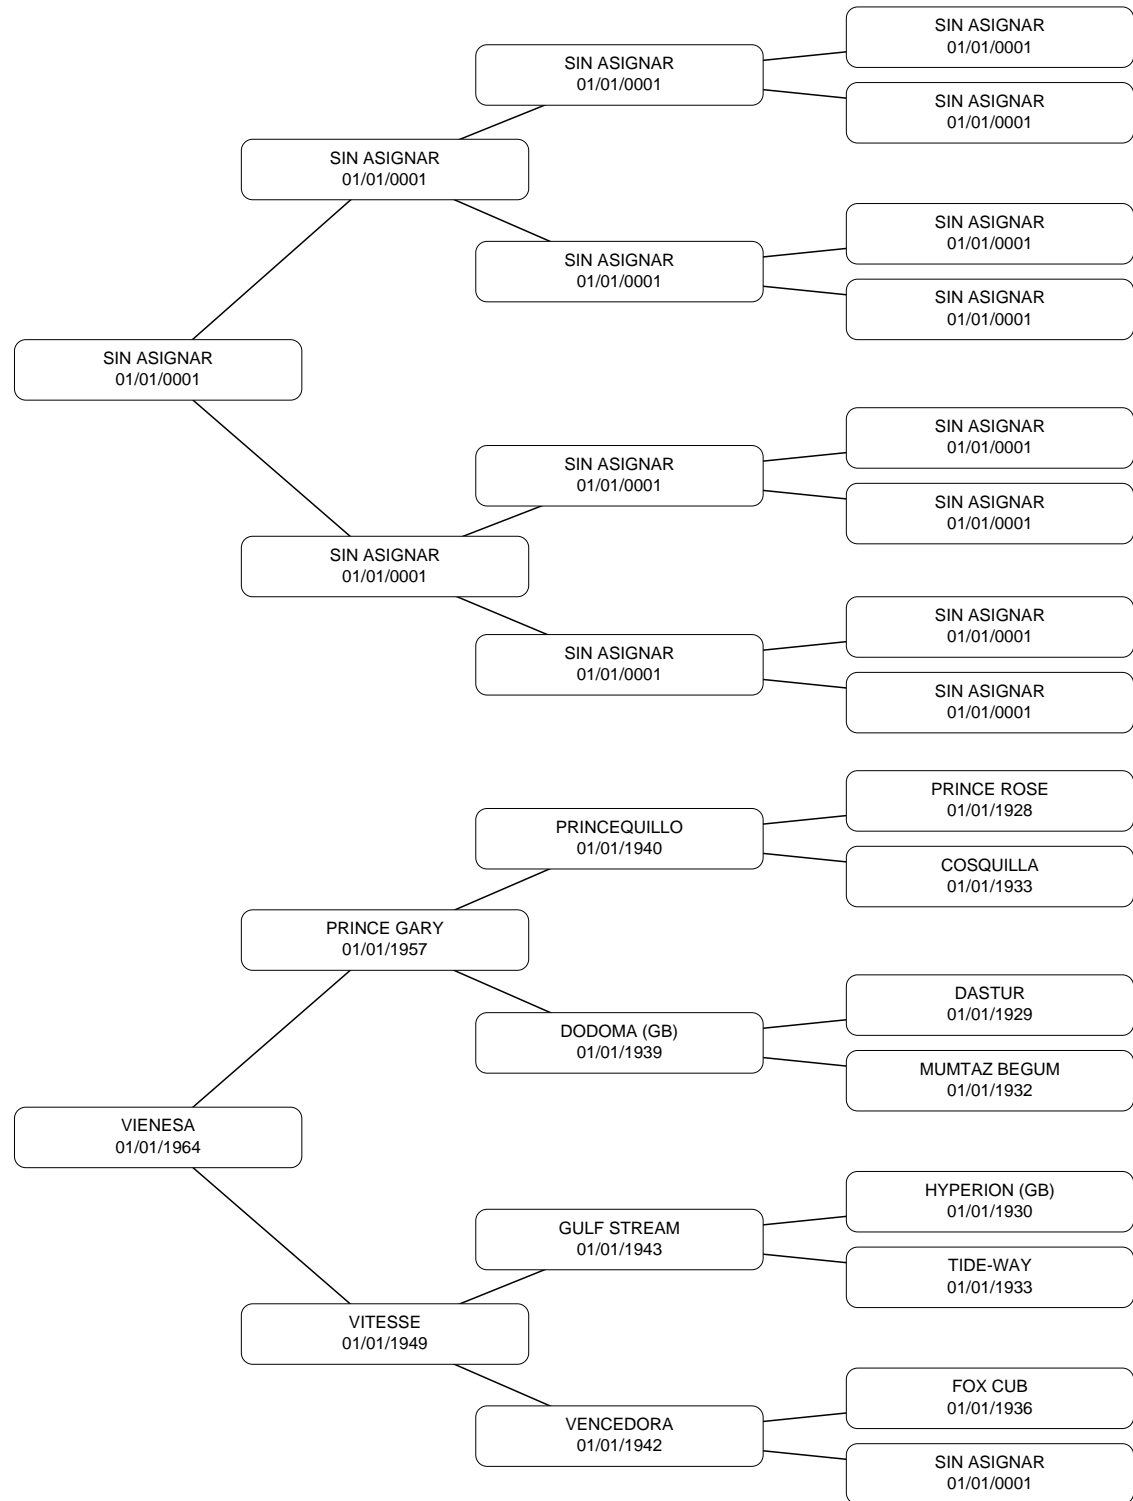 SIN ASIGNAR
01/01/0001
SIN ASIGNAR
01/01/0001
SIN ASIGNAR
01/01/0001
SIN ASIGNAR
01/01/0001
SIN ASIGNAR
01/01/0001
SIN ASIGNAR
01/01/0001
SIN ASIGNAR
01/01/0001
SIN ASIGNAR
01/01/0001
SIN ASIGNAR
01/01/0001
SIN ASIGNAR
01/01/0001
SIN ASIGNAR
01/01/0001
SIN ASIGNAR
01/01/0001
SIN ASIGNAR
01/01/0001
SIN ASIGNAR
01/01/0001
SIN ASIGNAR
01/01/0001
PRINCE ROSE
01/01/1928
PRINCEQUILLO
01/01/1940
COSQUILLA
01/01/1933
PRINCE GARY
01/01/1957
DASTUR
01/01/1929
DODOMA (GB)
01/01/1939
MUMTAZ BEGUM
01/01/1932
VIENESA
01/01/1964
HYPERION (GB)
01/01/1930
GULF STREAM
01/01/1943
TIDE-WAY
01/01/1933
VITESSE
01/01/1949
FOX CUB
01/01/1936
VENCEDORA
01/01/1942
SIN ASIGNAR
01/01/0001